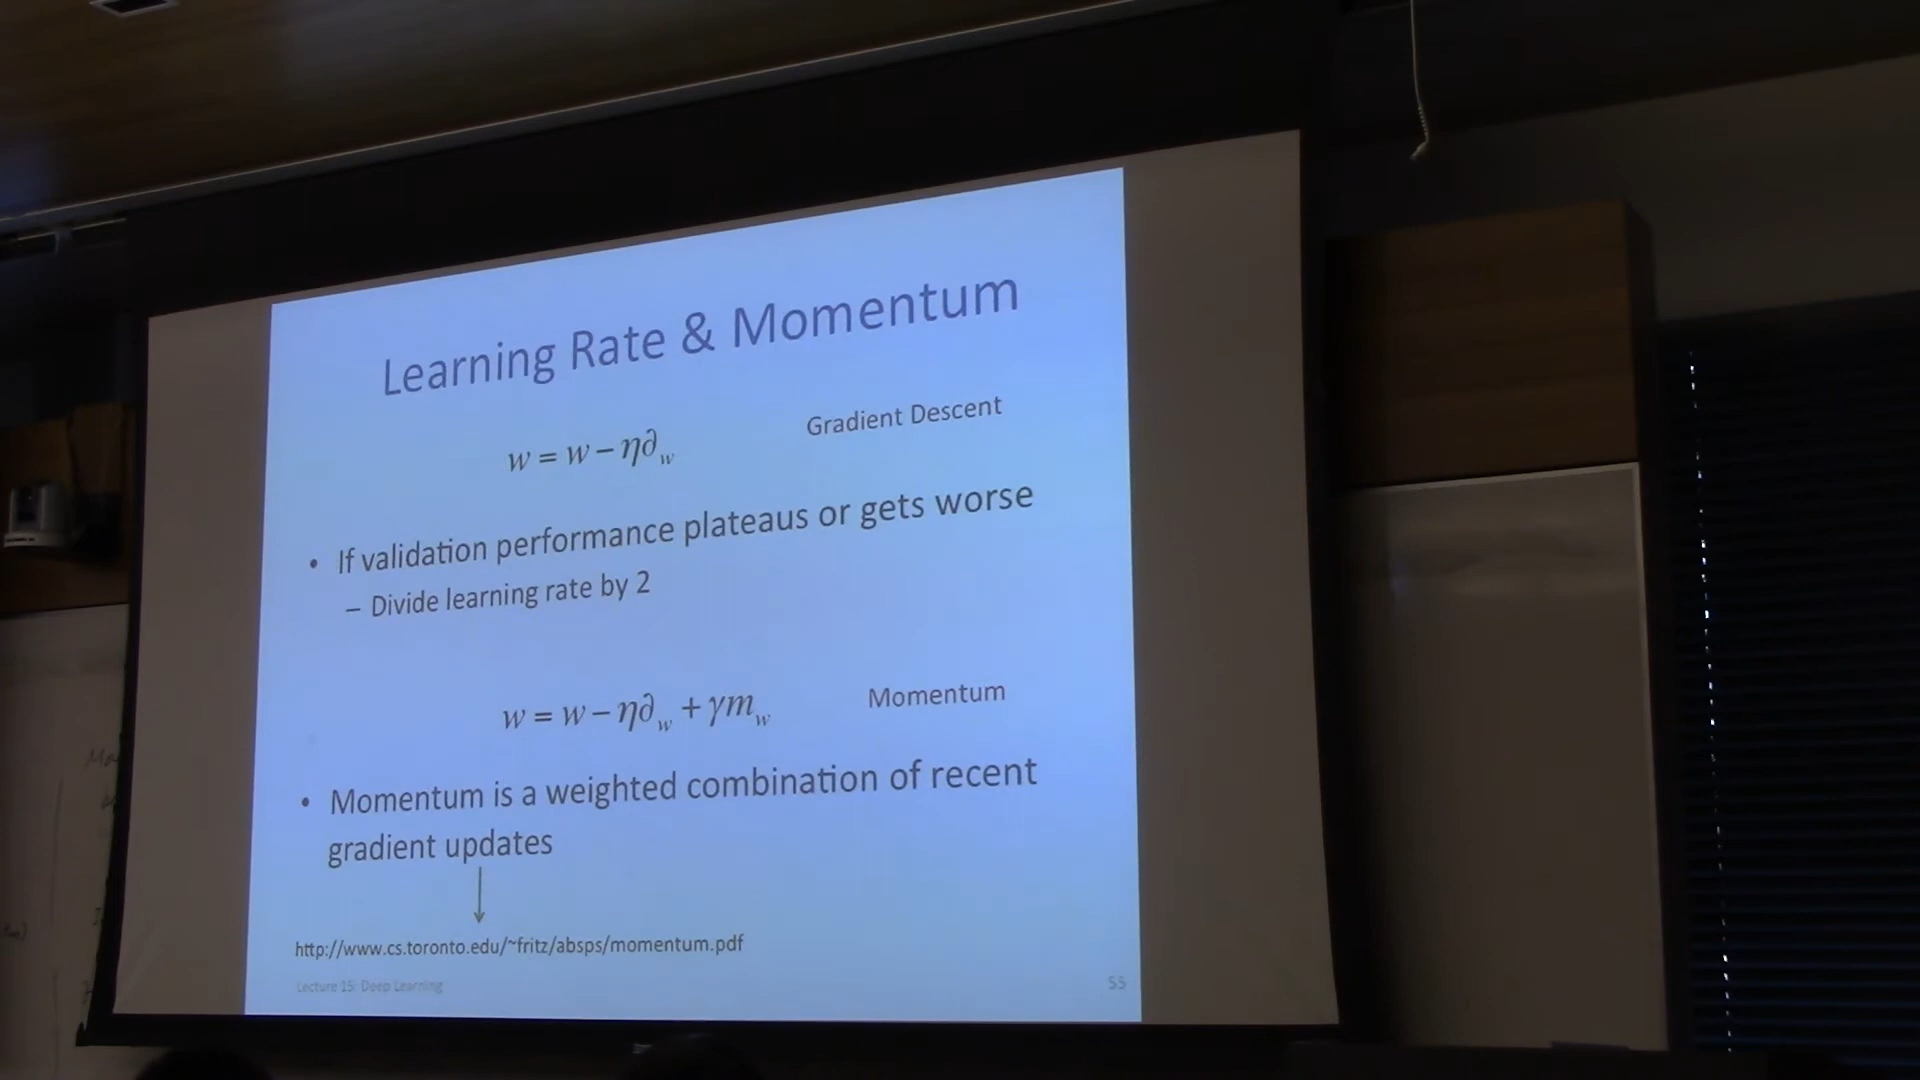 Learning Rate & Momentum
w = w − η∂w Gradient Descent
• If validation performance plateaus or gets worse
– Divide learning rate by 2
w = w − η∂w + γmw Momentum
• Momentum is a weighted combination of recent
gradient updates
http://www.cs.toronto.edu/~fritz/absps/momentum.pdf
Lecture 15: Deep Learning 55